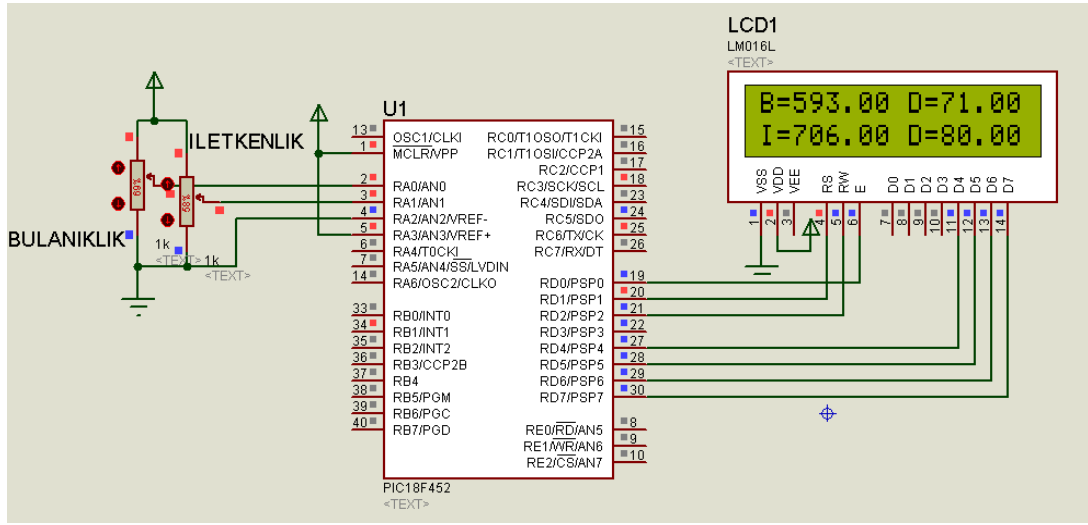 LCD1
LM016L
<TEXT>
B=593.00 D=71.00
I=706.00 D=80.00
VSS
VDD
VEE
RS
RW
E
D0
D1
D2
D3
D4
D5
D6
D7
1
2
3
4
5
6
7
8
9
10
11
12
13
14
ILETKENLIK
BULANIKLIK
69%
58%
1k
<TEXT>
1k
<TEXT>
U1
13 OSC1/CLKI
1 MCLR/VPP
2 RA0/AN0
3 RA1/AN1
4 RA2/AN2/VREF-
5 RA3/AN3/VREF+
6 RA4/T0CKI
7 RA5/AN4/SS/LVDIN
14 RA6/OSC2/CLKO
33 RB0/INT0
34 RB1/INT1
35 RB2/INT2
36 RB3/CCP2B
37 RB4
38 RB5/PGM
39 RB6/PGC
40 RB7/PGD
RC0/T1OSO/T1CKI 15
RC1/T1OSI/CCP2A 16
RC2/CCP1 17
RC3/SCK/SCL 18
RC4/SDI/SDA 23
RC5/SDO 24
RC6/TX/CK 25
RC7/RX/DT 26
RD0/PSP0 19
RD1/PSP1 20
RD2/PSP2 21
RD3/PSP3 22
RD4/PSP4 27
RD5/PSP5 28
RD6/PSP6 29
RD7/PSP7 30
RE0/RD/AN5 8
RE1/WR/AN6 9
RE2/CS/AN7 10
PIC18F452
<TEXT>